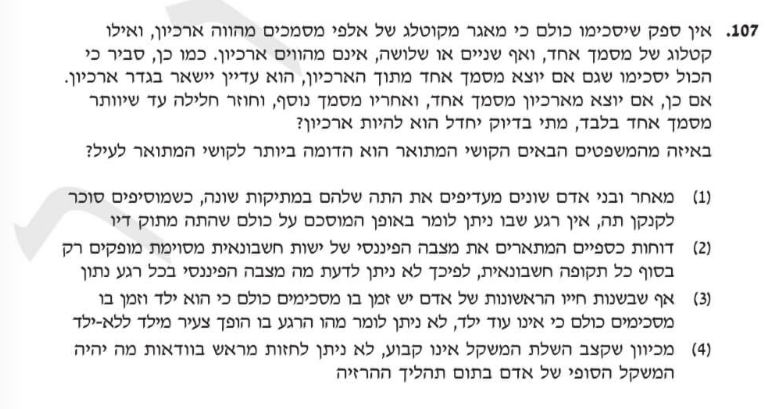 107. אין ספק שיסכימו כולם כי מאגר מקוטלג של אלפי מסמכים מהווה ארכיון, ואילו
קטלוג של מסמך אחד, ואף שניים או שלושה, אינם מהווים ארכיון. כמו כן, סביר כי
הכול יסכימו שגם אם יוצא מסמך אחד מתוך הארכיון, הוא עדיין יישאר בגדר ארכיון.
אם כן, אם יוצא מארכיון מסמך אחד, ואחריו מסמך נוסף, וחוזר חלילה עד שיוותר
מסמך אחד בלבד, מתי בדיוק יחדל הוא להיות ארכיון?
באיזה מהמשפטים הבאים הקושי המתואר הוא הדומה ביותר לקושי המתואר לעיל?
(1) מאחר ובני אדם שונים מעדיפים את התה שלהם במתיקות שונה, כשמוסיפים סוכר
לקנקן תה, אין רגע שבו ניתן לומר באופן המוסכם על כולם שהתה מתוק דיו
(2) דוחות כספיים המתארים את מצבה הפיננסי של ישות חשבונאית מסוימת מופקים רק
בסוף כל תקופה חשבונאית, לפיכך לא ניתן לדעת מה מצבה הפיננסי בכל רגע נתון
(3) אף שבשנות חייו הראשונות של אדם יש זמן בו מסכימים כולם כי הוא ילד וזמן בו
מסכימים כולם כי אינו עוד ילד, לא ניתן לומר מהו הרגע בו הופך צעיר מילד ללא-ילד
(4) מכיוון שקצב השלת המשקל אינו קבוע, לא ניתן לחזות מראש בוודאות מה יהיה
המשקל הסופי של אדם בתום תהליך ההרזיה